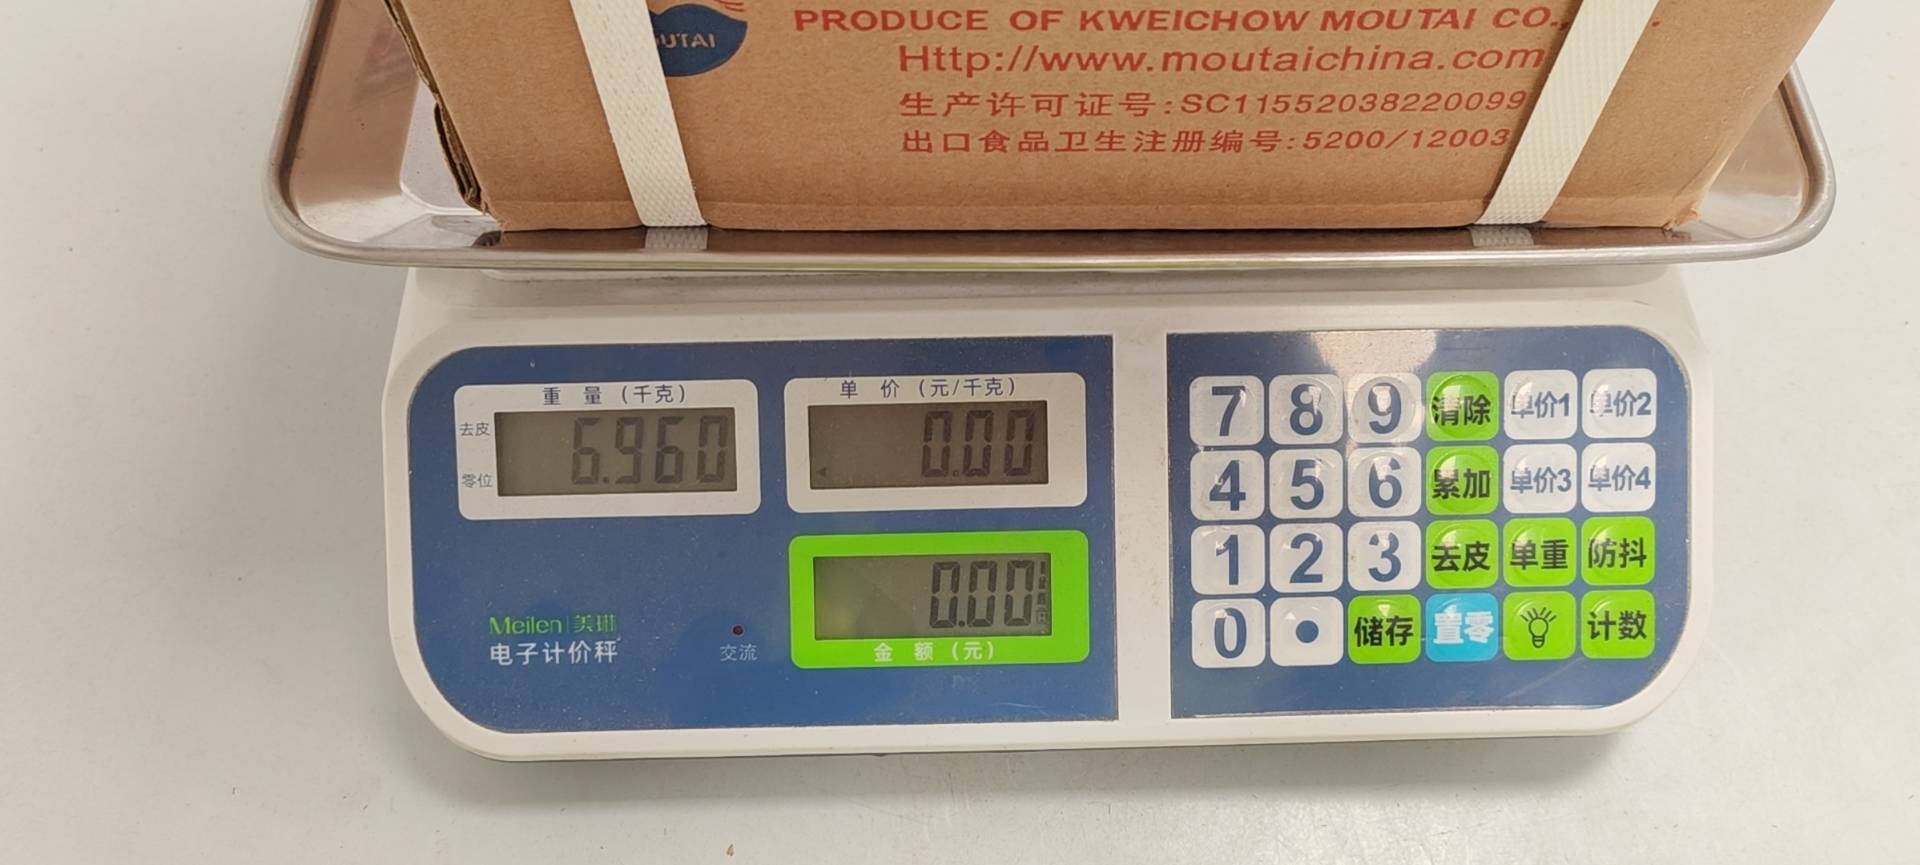 UTAI
PRODUCE OF KWEICHOW MOUTAI CO.,
Http://www.moutaichina.com
生产许可证号:SC11552038220099
出口食品卫生注册编号:5200/12003
重 量 (千克)
去皮
零位
6.960
单 价 (元/千克)
0.00
0.00
金 额 (元)
Meilen|美琳
电子计价秤
交流
7 8 9 清除 单价1 单价2
4 5 6 累加 单价3 单价4
1 2 3 去皮 单重 防抖
0 • 储存 置零 计数